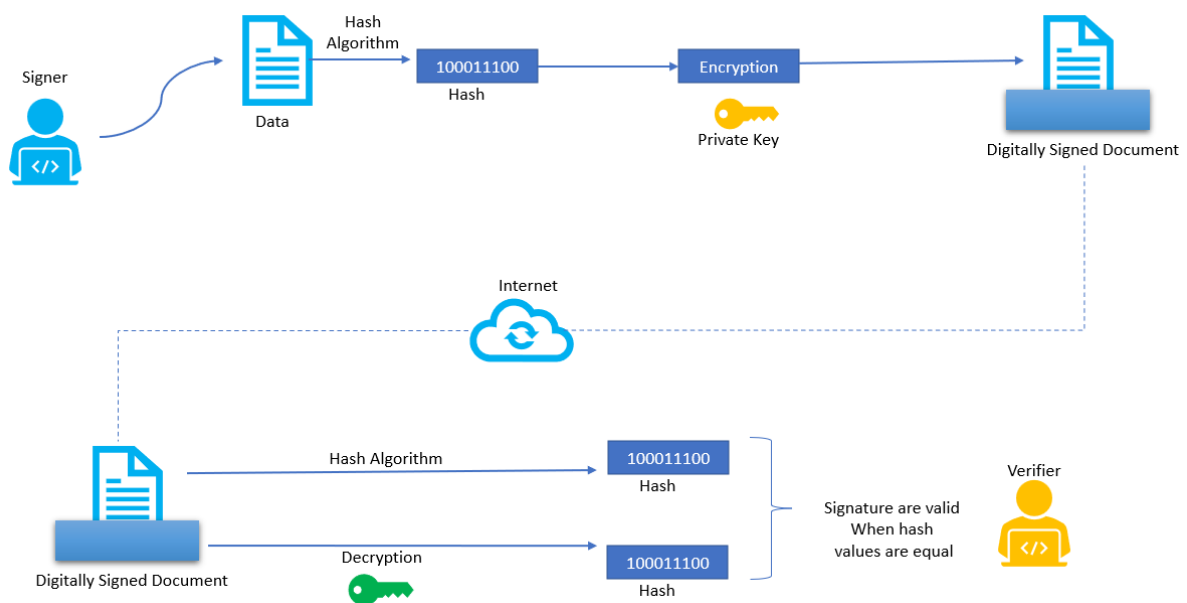 Signer
Data
Hash
Algorithm
100011100
Hash
Encryption
Private Key
Digitally Signed Document
Internet
Digitally Signed Document
Hash Algorithm
100011100
Hash
Decryption
100011100
Hash
Signature are valid
When hash
values are equal
Verifier